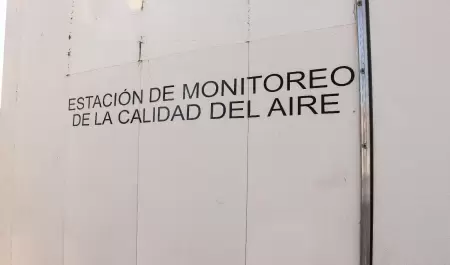 ESTACIÓN DE MONITOREO
DE LA CALIDAD DEL AIRE